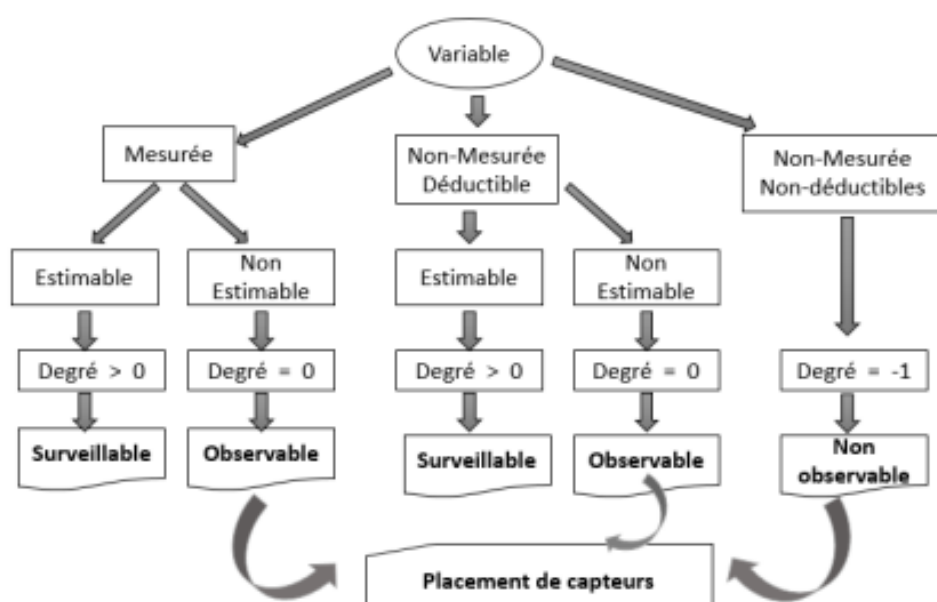 Variable
Mesurée
Non-Mesurée
Déductible
Non-Mesurée
Non-déductibles
Estimable
Non
Estimable
Estimable
Non
Estimable
Degré > 0
Degré = 0
Degré > 0
Degré = 0
Degré = -1
Surveillable
Observable
Surveillable
Observable
Non
observable
Placement de capteurs